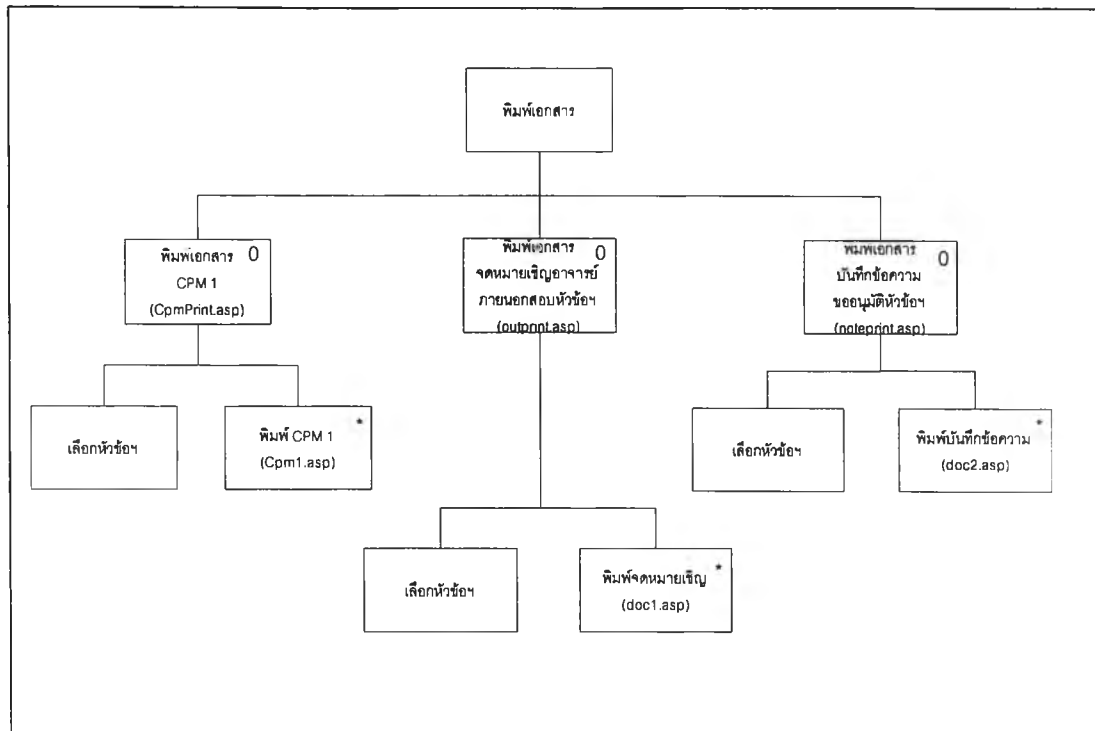 พิมพ์เอกสาร
พิมพ์เอกสาร 0
CPM 1
(CpmPrint.asp)
พิมพ์เอกสาร 0
จดหมายเชิญอาจารย์
ภายนอกสอบหัวข้อฯ
(outprint.asp)
พิมพ์เอกสาร 0
บันทึกข้อความ
ขออนุมัติหัวข้อฯ
(noteprint.asp)
เลือกหัวข้อฯ
พิมพ์ CPM 1 *
(Cpm1.asp)
เลือกหัวข้อฯ
พิมพ์บันทึกข้อความ *
(doc2.asp)
เลือกหัวข้อฯ
พิมพ์จดหมายเชิญ *
(doc1.asp)